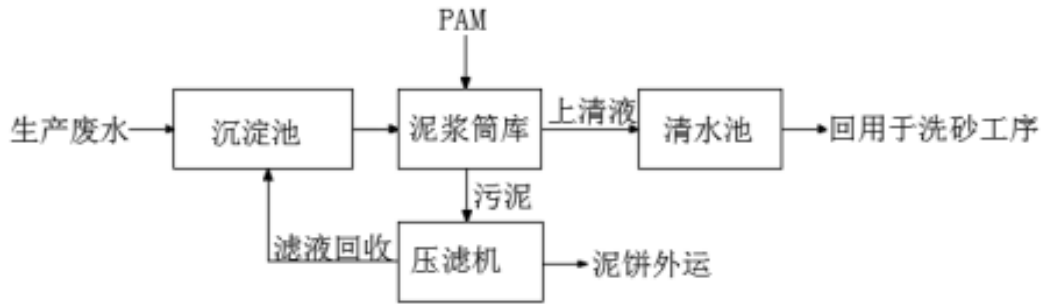 PAM
生产废水
沉淀池
泥浆筒库
上清液
清水池
回用于洗砂工序
污泥
滤液回收
压滤机
泥饼外运